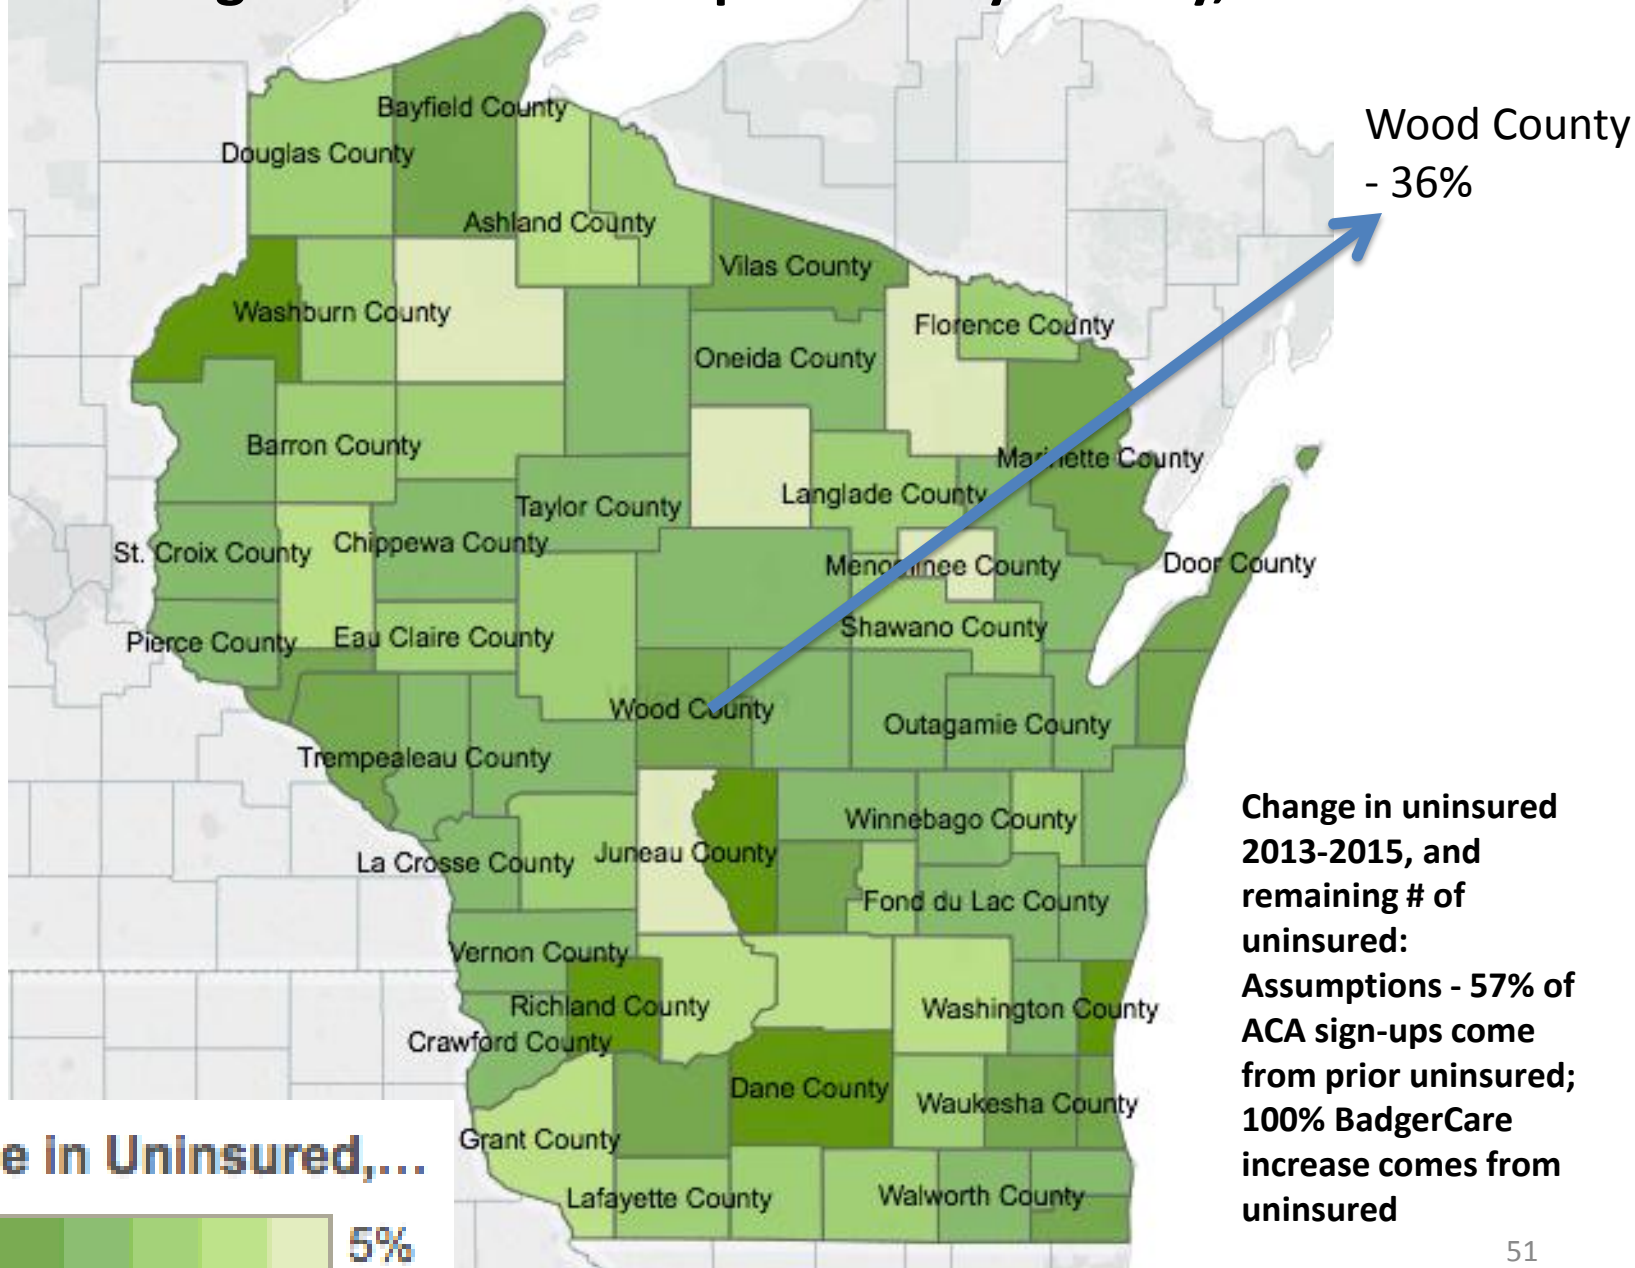 Wood County
- 36%
Bayfield County
Douglas County
Ashland County
Vilas County
Washburn County
Florence County
Oneida County
Barron County
Marinette County
Langlade County
Taylor County
Chippewa County
St. Croix County
Menominee County
Door County
Shawano County
Eau Claire County
Pierce County
Wood County
Outagamie County
Trempealeau County
Winnebago County
Juneau County
La Crosse County
Fond du Lac County
Vernon County
Richland County
Washington County
Crawford County
Dane County
Waukesha County
Grant County
Lafayette County
Walworth County
Change in uninsured
2013-2015, and
remaining # of
uninsured:
Assumptions - 57% of
ACA sign-ups come
from prior uninsured;
100% BadgerCare
increase comes from
uninsured
e in Uninsured,...
5%
51